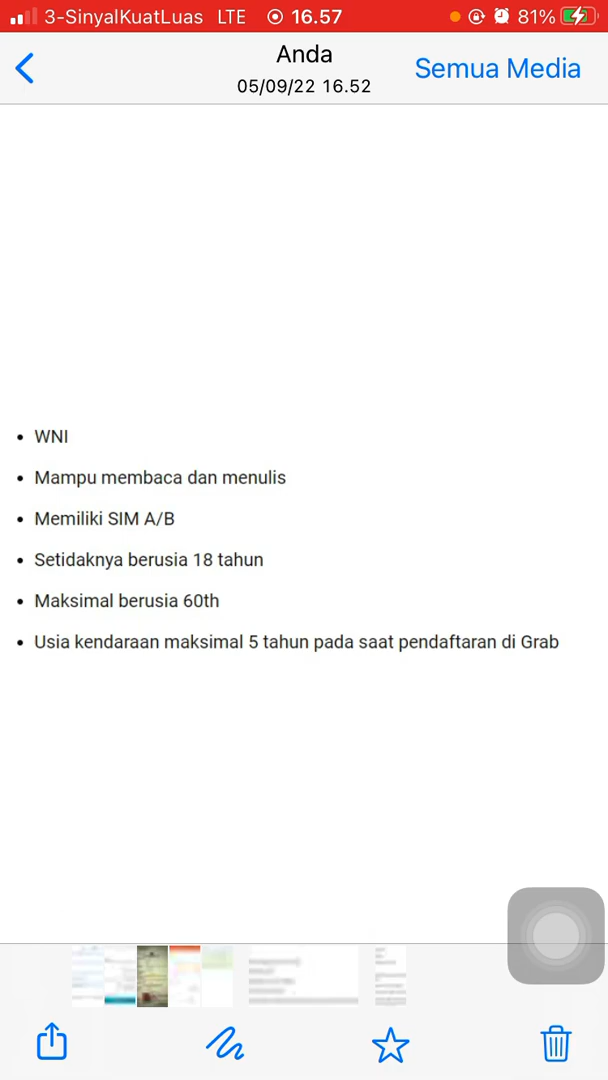 3-SinyalKuatLuas LTE 16.57 81%
Anda
05/09/22 16.52
Semua Media
• WNI
• Mampu membaca dan menulis
• Memiliki SIM A/B
• Setidaknya berusia 18 tahun
• Maksimal berusia 60th
• Usia kendaraan maksimal 5 tahun pada saat pendaftaran di Grab